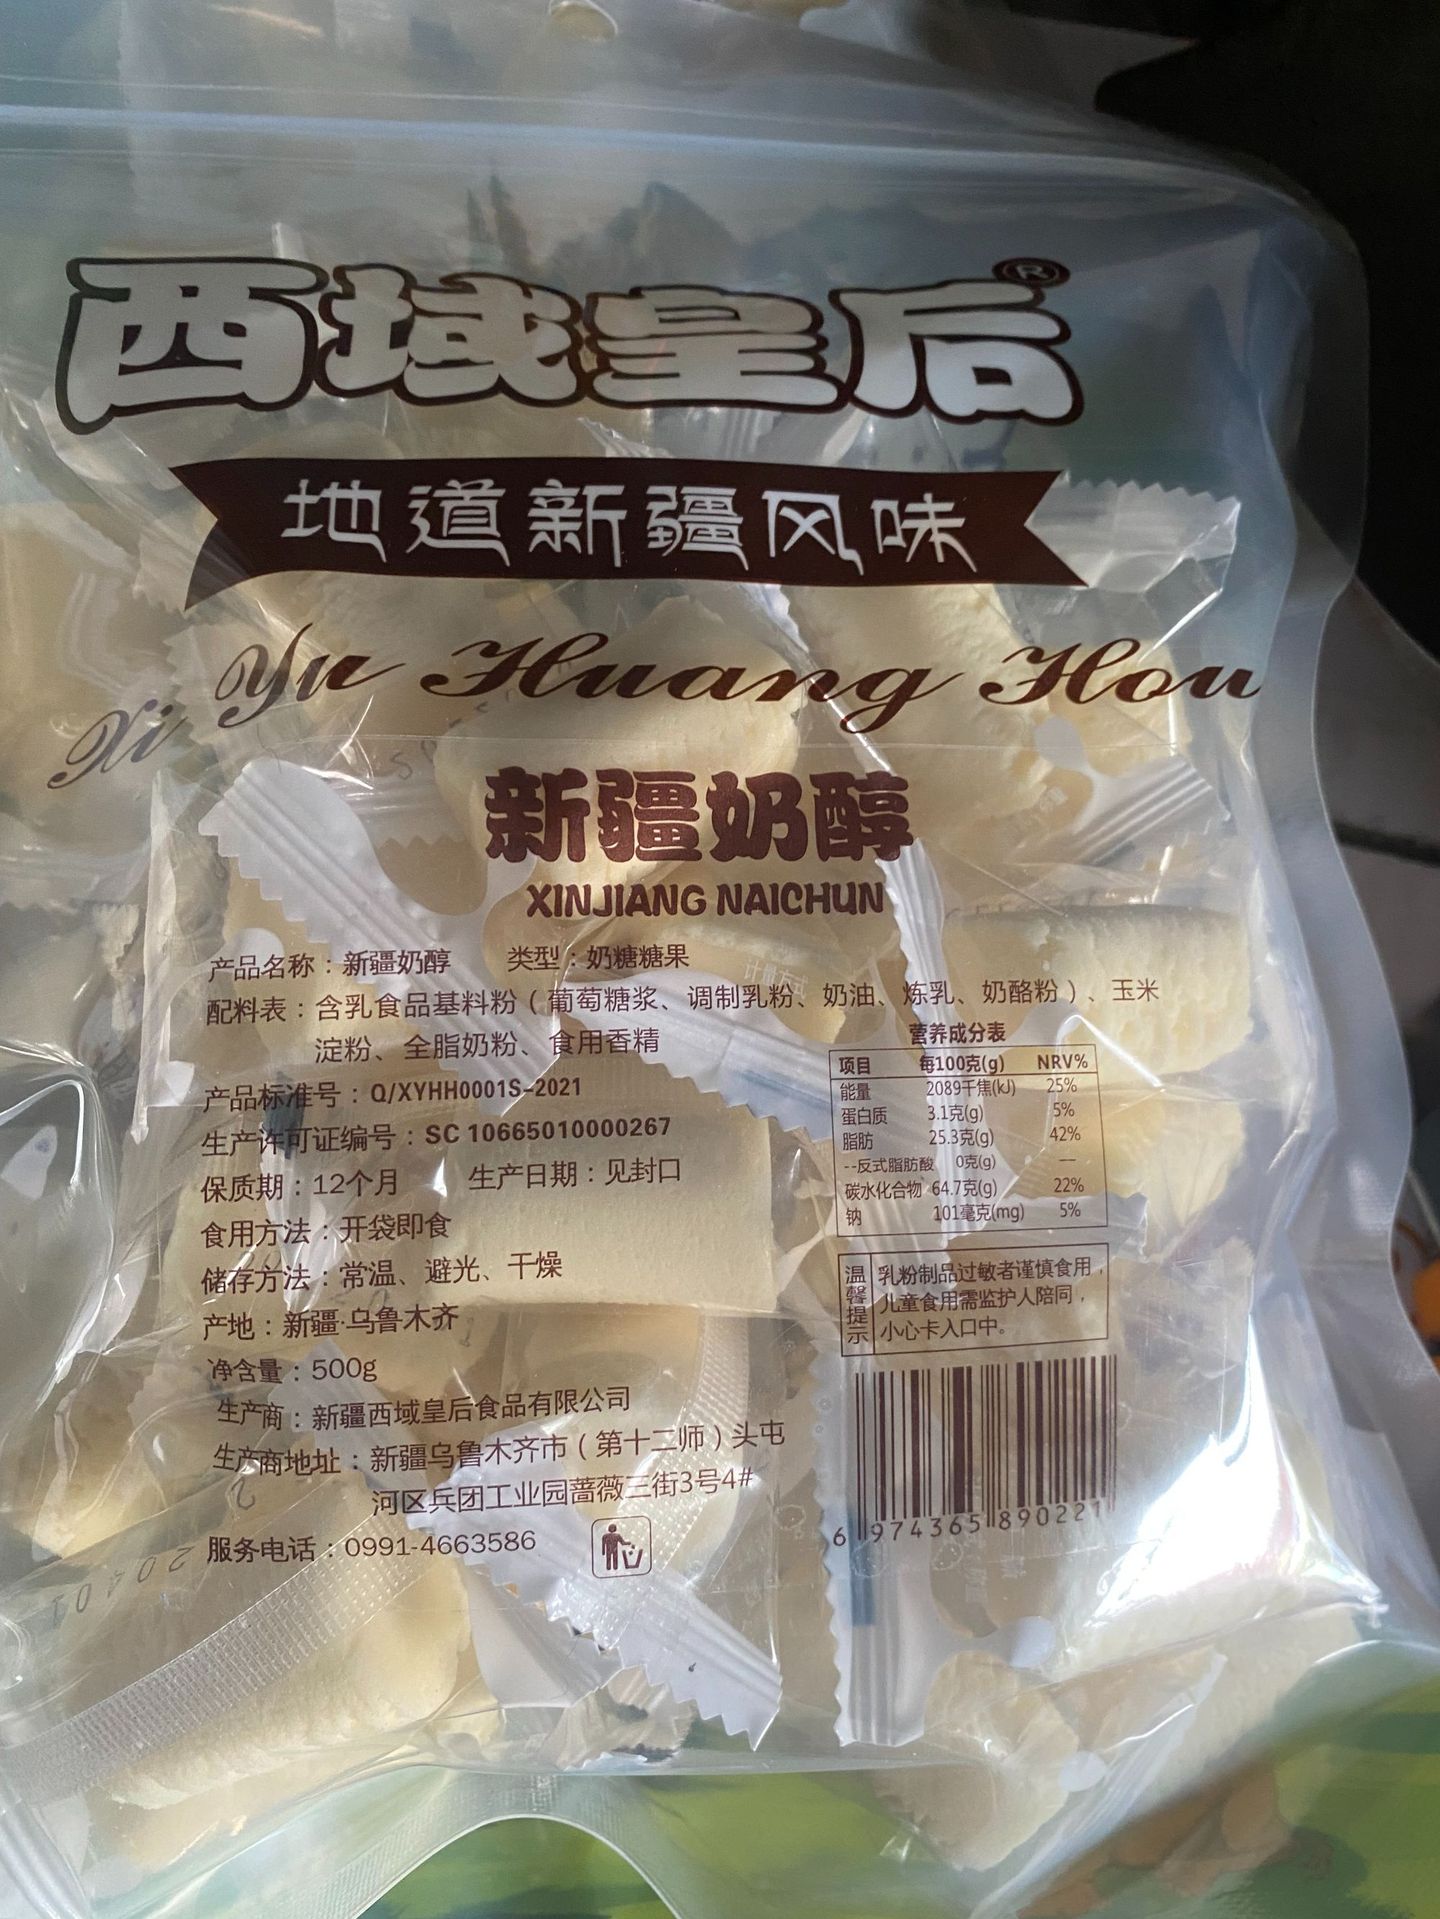 西域皇后®
地道新疆风味
Xi Yu Huang Hou
新疆奶醇
XINJIANG NAICHUN
产品名称：新疆奶醇 类型：奶糖糖果
配料表：含乳食品基料粉（葡萄糖浆、调制乳粉、奶油、炼乳、奶酪粉）、玉米
淀粉、全脂奶粉、食用香精
产品标准号：Q/XYHH0001S-2021
生产许可证编号：SC 10665010000267
保质期：12个月 生产日期：见封口
食用方法：开袋即食
储存方法：常温、避光、干燥
产地：新疆·乌鲁木齐
净含量：500g
生产商：新疆西域皇后食品有限公司
生产商地址：新疆乌鲁木齐市（第十二师）头屯
河区兵团工业园蔷薇三街3号4#
服务电话：0991-4663586
营养成分表
项目 每100克(g) NRV%
能量 2089千焦(kJ) 25%
蛋白质 3.1克(g) 5%
脂肪 25.3克(g) 42%
--反式脂肪酸 0克(g) —
碳水化合物 64.7克(g) 22%
钠 101毫克(mg) 5%
温馨提示
乳粉制品过敏者谨慎食用，
儿童食用需监护人陪同，
小心卡入口中。
6 974365 890221